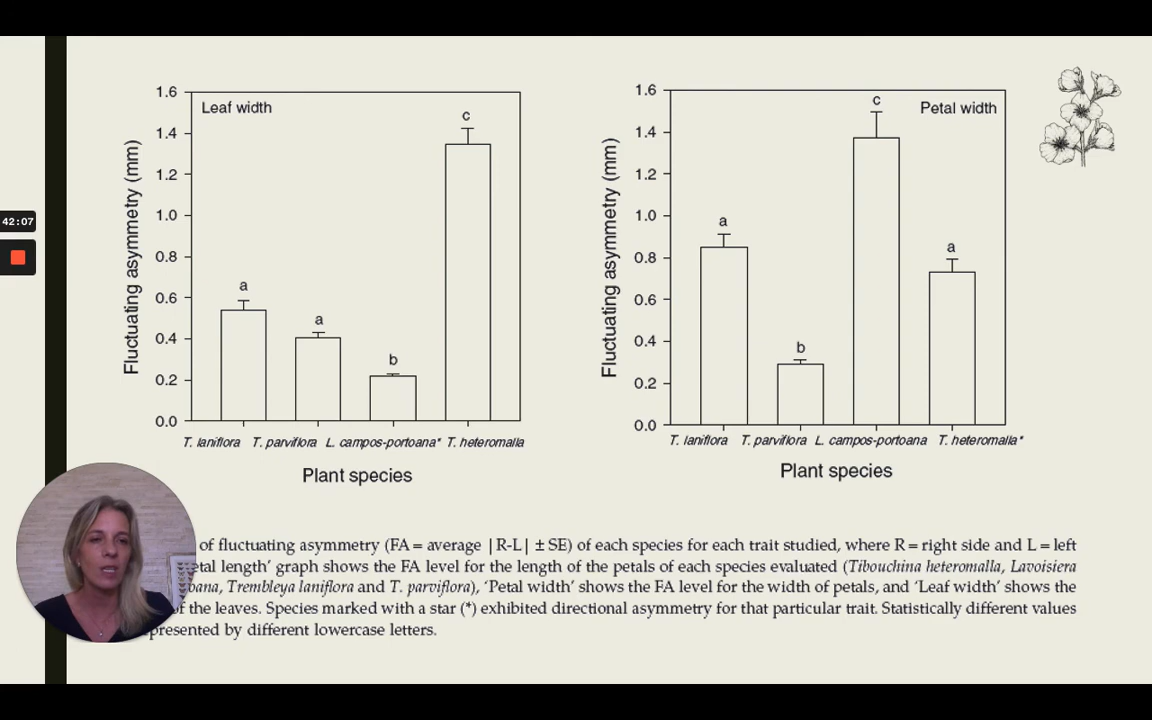 Leaf width
1.6
1.4
1.2
1.0
0.8
0.6
0.4
0.2
0.0
Fluctuating asymmetry (mm)
a
a
b
c
T. laniflora T. parviflora L. campos-portoana* T. heteromalla
Plant species
Petal width
1.6
1.4
1.2
1.0
0.8
0.6
0.4
0.2
0.0
Fluctuating asymmetry (mm)
a
b
c
a
T. laniflora T. parviflora L. campos-portoana T. heteromalla*
Plant species
42:07
of fluctuating asymmetry (FA = average |R-L| ± SE) of each species for each trait studied, where R = right side and L = left
length' graph shows the FA level for the length of the petals of each species evaluated (Tibouchina heteromalla, Lavoisiera
Trembleya laniflora and T. parviflora), 'Petal width' shows the FA level for the width of petals, and 'Leaf width' shows the
of the leaves. Species marked with a star (*) exhibited directional asymmetry for that particular trait. Statistically different values
by different lowercase letters.